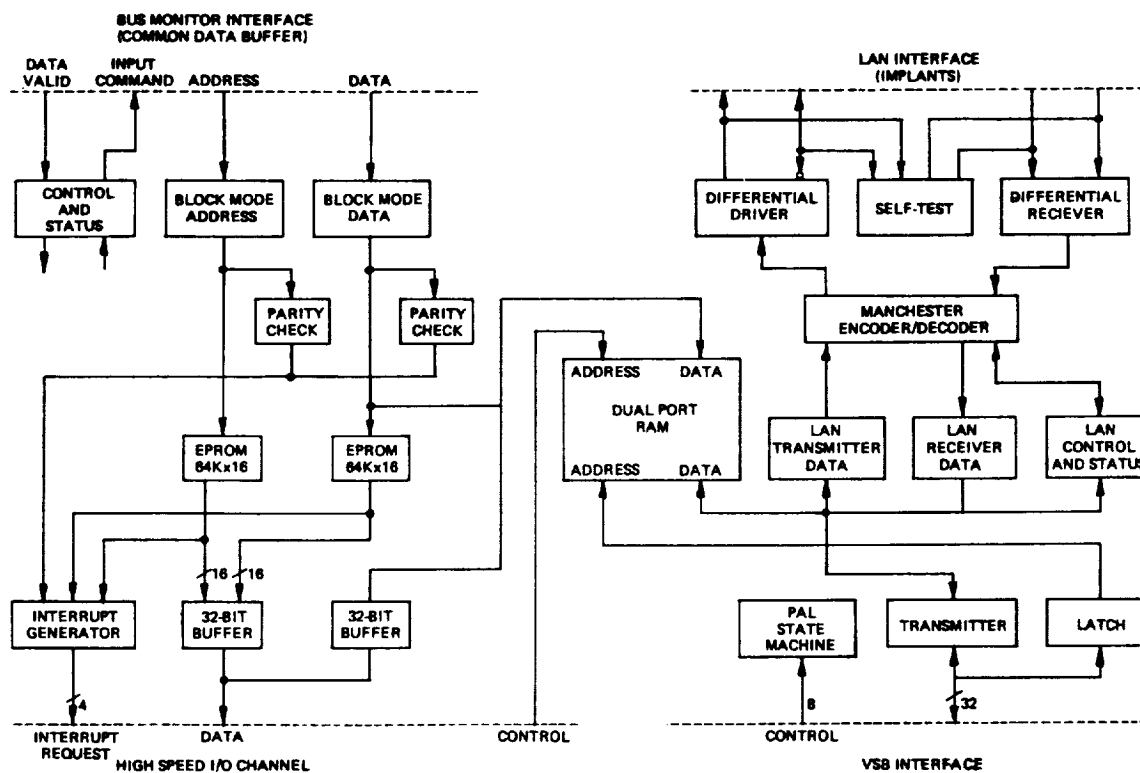 BUS MONITOR INTERFACE
(COMMON DATA BUFFER)
DATA
VALID
INPUT
COMMAND
ADDRESS
DATA
LAN INTERFACE
(IMPLANTS)
CONTROL
AND
STATUS
BLOCK MODE
ADDRESS
BLOCK MODE
DATA
DIFFERENTIAL
DRIVER
SELF-TEST
DIFFERENTIAL
RECIEVER
PARITY
CHECK
PARITY
CHECK
MANCHESTER
ENCODER/DECODER
ADDRESS
DATA
DUAL PORT
RAM
ADDRESS
DATA
EPROM
64Kx16
EPROM
64Kx16
LAN
TRANSMITTER
DATA
LAN
RECEIVER
DATA
LAN
CONTROL
AND STATUS
16
16
INTERRUPT
GENERATOR
32-BIT
BUFFER
32-BIT
BUFFER
PAL
STATE
MACHINE
TRANSMITTER
LATCH
4
8
32
INTERRUPT
REQUEST
DATA
CONTROL
CONTROL
HIGH SPEED I/O CHANNEL
VSB INTERFACE